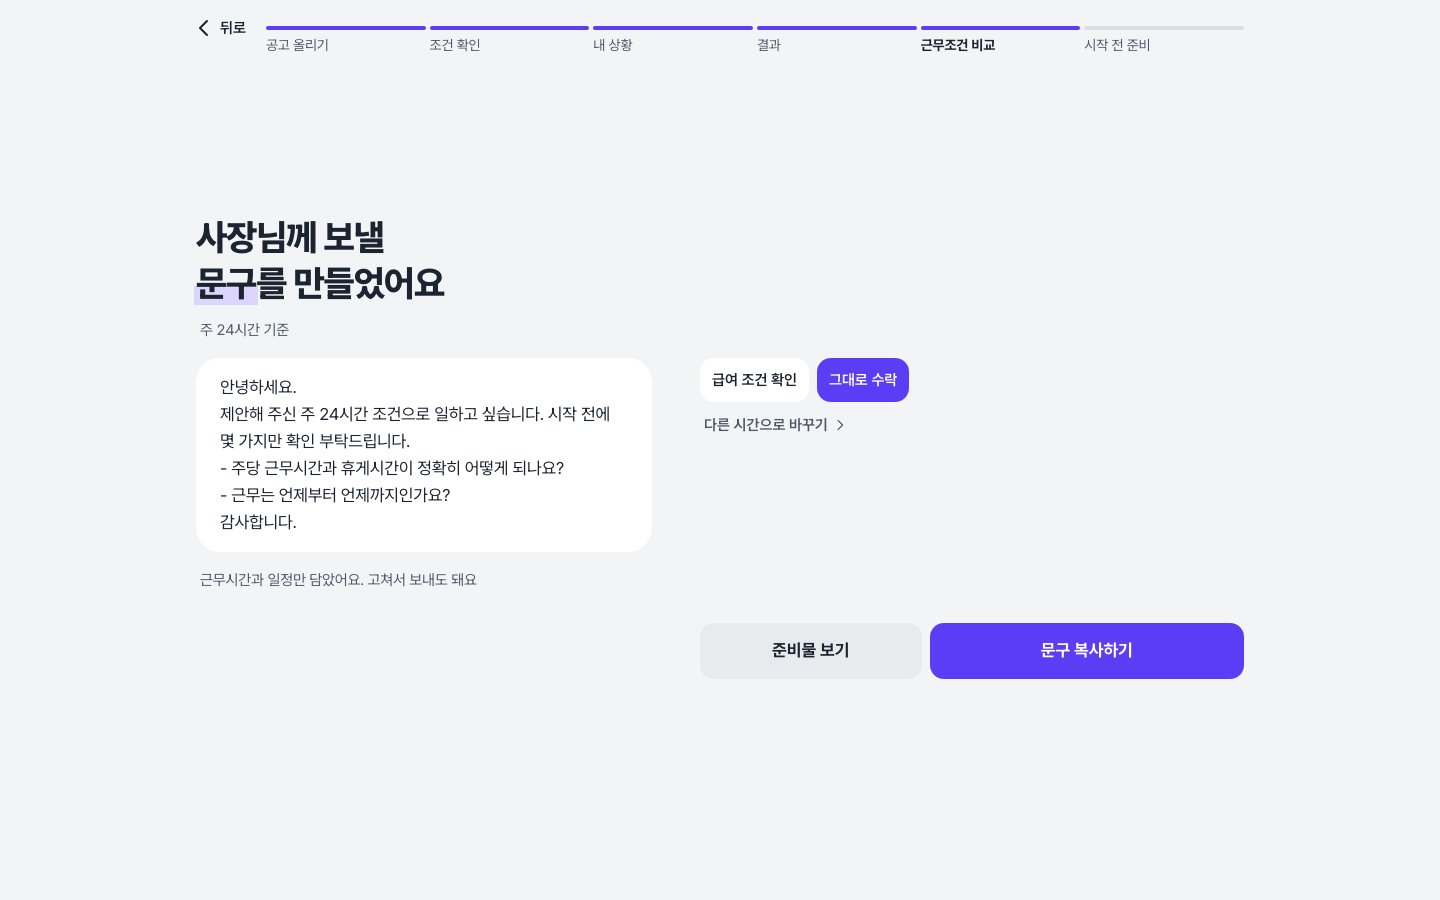 뒤로
공고 올리기
조건 확인
내 상황
결과
근무조건 비교
시작 전 준비
사장님께 보낼
문구를 만들었어요
주 24시간 기준
안녕하세요.
제안해 주신 주 24시간 조건으로 일하고 싶습니다. 시작 전에
몇 가지만 확인 부탁드립니다.
- 주당 근무시간과 휴게시간이 정확히 어떻게 되나요?
- 근무는 언제부터 언제까지인가요?
감사합니다.
근무시간과 일정만 담았어요. 고쳐서 보내도 돼요
급여 조건 확인
그대로 수락
다른 시간으로 바꾸기
준비물 보기
문구 복사하기